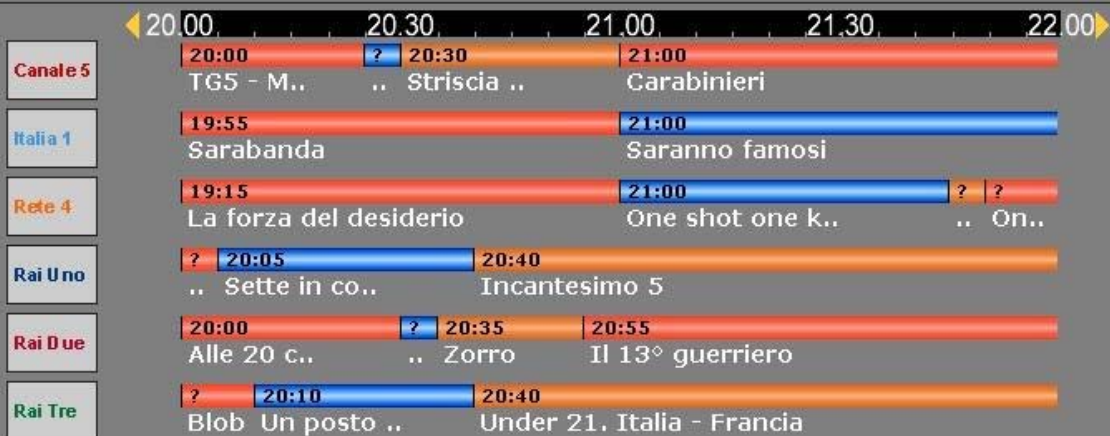 20.00 20.30 21.00 21.30 22.00
Canale 5
20:00 ? 20:30 21:00
TG5 - M.. .. Striscia .. Carabinieri
Italia 1
19:55 21:00
Sarabanda Saranno famosi
Rete 4
19:15 21:00 ? ?
La forza del desiderio One shot one k.. .. On..
Rai Uno
? 20:05 20:40
.. Sette in co.. Incantesimo 5
Rai Due
20:00 ? 20:35 20:55
Alle 20 c.. .. Zorro Il 13° guerriero
Rai Tre
? 20:10 20:40
Blob Un posto .. Under 21. Italia - Francia